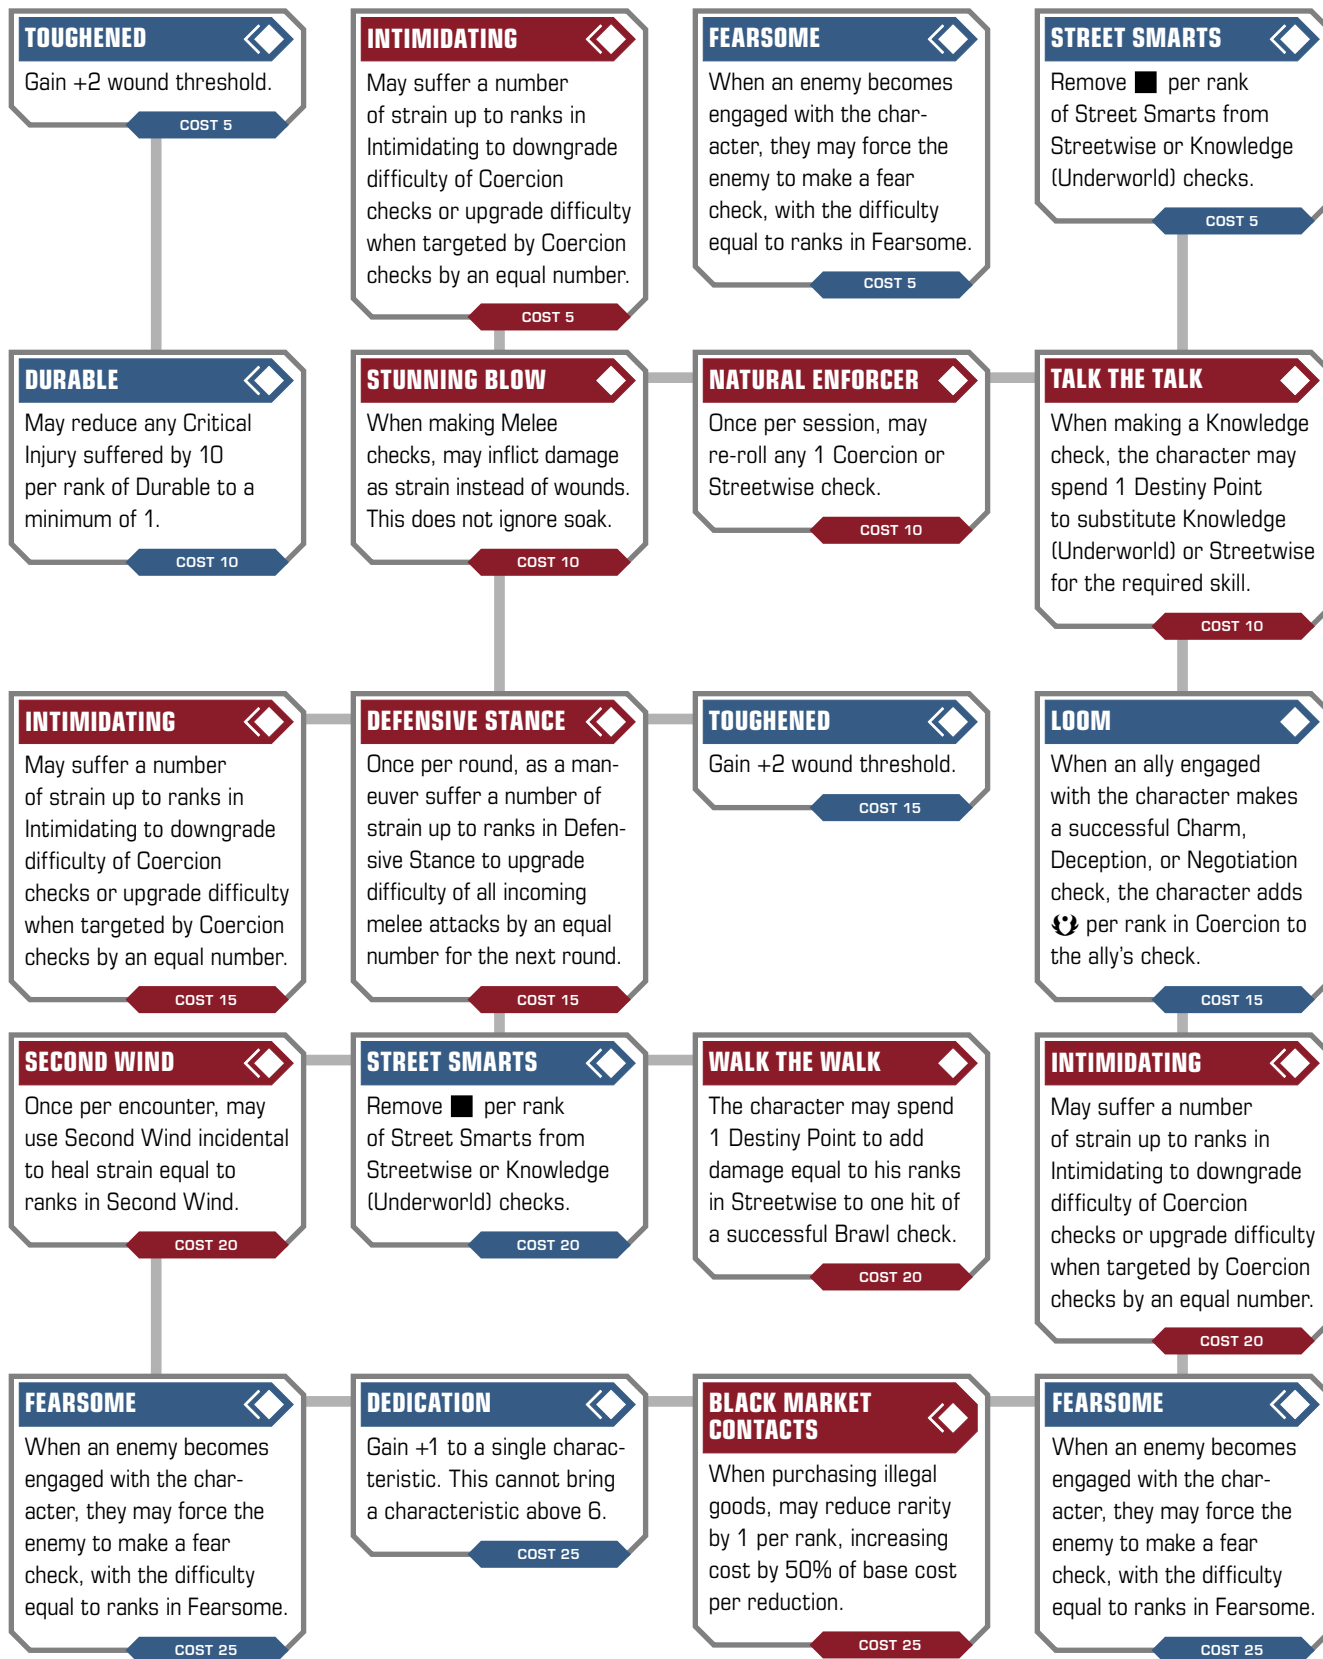 TOUGHENED
Gain +2 wound threshold.
COST 5
INTIMIDATING
May suffer a number
of strain up to ranks in
Intimidating to downgrade
difficulty of Coercion
checks or upgrade difficulty
when targeted by Coercion
checks by an equal number.
COST 5
FEARSOME
When an enemy becomes
engaged with the char-
acter, they may force the
enemy to make a fear
check, with the difficulty
equal to ranks in Fearsome.
COST 5
STREET SMARTS
Remove per rank
of Street Smarts from
Streetwise or Knowledge
(Underworld) checks.
COST 5
DURABLE
May reduce any Critical
Injury suffered by 10
per rank of Durable to a
minimum of 1.
COST 10
STUNNING BLOW
When making Melee
checks, may inflict damage
as strain instead of wounds.
This does not ignore soak.
COST 10
NATURAL ENFORCER
Once per session, may
re-roll any 1 Coercion or
Streetwise check.
COST 10
TALK THE TALK
When making a Knowledge
check, the character may
spend 1 Destiny Point
to substitute Knowledge
(Underworld) or Streetwise
for the required skill.
COST 10
INTIMIDATING
May suffer a number
of strain up to ranks in
Intimidating to downgrade
difficulty of Coercion
checks or upgrade difficulty
when targeted by Coercion
checks by an equal number.
COST 15
DEFENSIVE STANCE
Once per round, as a man-
euver suffer a number of
strain up to ranks in Defen-
sive Stance to upgrade
difficulty of all incoming
melee attacks by an equal
number for the next round.
COST 15
TOUGHENED
Gain +2 wound threshold.
COST 15
LOOM
When an ally engaged
with the character makes
a successful Charm,
Deception, or Negotiation
check, the character adds
per rank in Coercion to
the ally's check.
COST 15
SECOND WIND
Once per encounter, may
use Second Wind incidental
to heal strain equal to
ranks in Second Wind.
COST 20
STREET SMARTS
Remove per rank
of Street Smarts from
Streetwise or Knowledge
(Underworld) checks.
COST 20
WALK THE WALK
The character may spend
1 Destiny Point to add
damage equal to his ranks
in Streetwise to one hit of
a successful Brawl check.
COST 20
INTIMIDATING
May suffer a number
of strain up to ranks in
Intimidating to downgrade
difficulty of Coercion
checks or upgrade difficulty
when targeted by Coercion
checks by an equal number.
COST 20
FEARSOME
When an enemy becomes
engaged with the char-
acter, they may force the
enemy to make a fear
check, with the difficulty
equal to ranks in Fearsome.
COST 25
DEDICATION
Gain +1 to a single charac-
teristic. This cannot bring
a characteristic above 6.
COST 25
BLACK MARKET
CONTACTS
When purchasing illegal
goods, may reduce rarity
by 1 per rank, increasing
cost by 50% of base cost
per reduction.
COST 25
FEARSOME
When an enemy becomes
engaged with the char-
acter, they may force the
enemy to make a fear
check, with the difficulty
equal to ranks in Fearsome.
COST 25